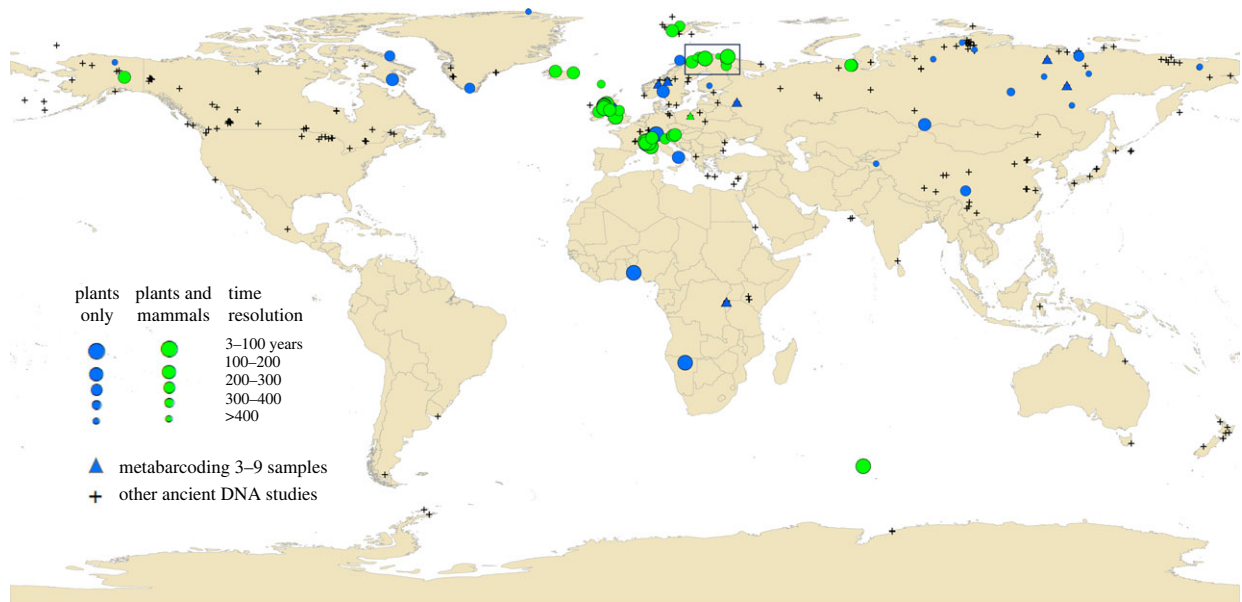 plants only
plants and mammals
time resolution
3–100 years
100–200
200–300
300–400
>400
metabarcoding 3–9 samples
other ancient DNA studies